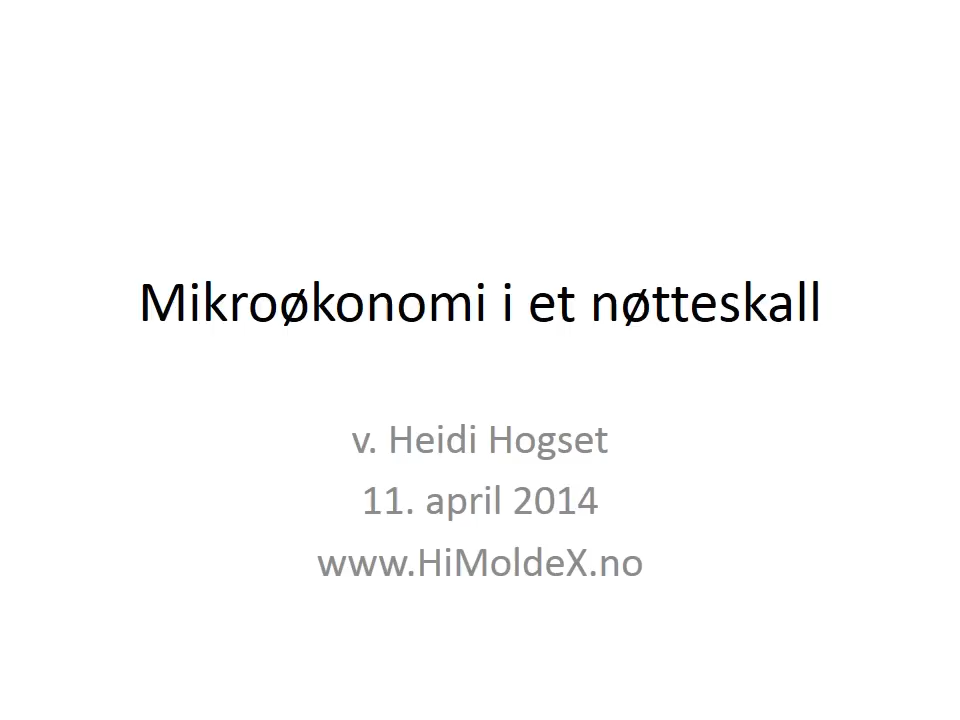 Mikroøkonomi i et nøtteskall
v. Heidi Hogset
11. april 2014
www.HiMoldeX.no